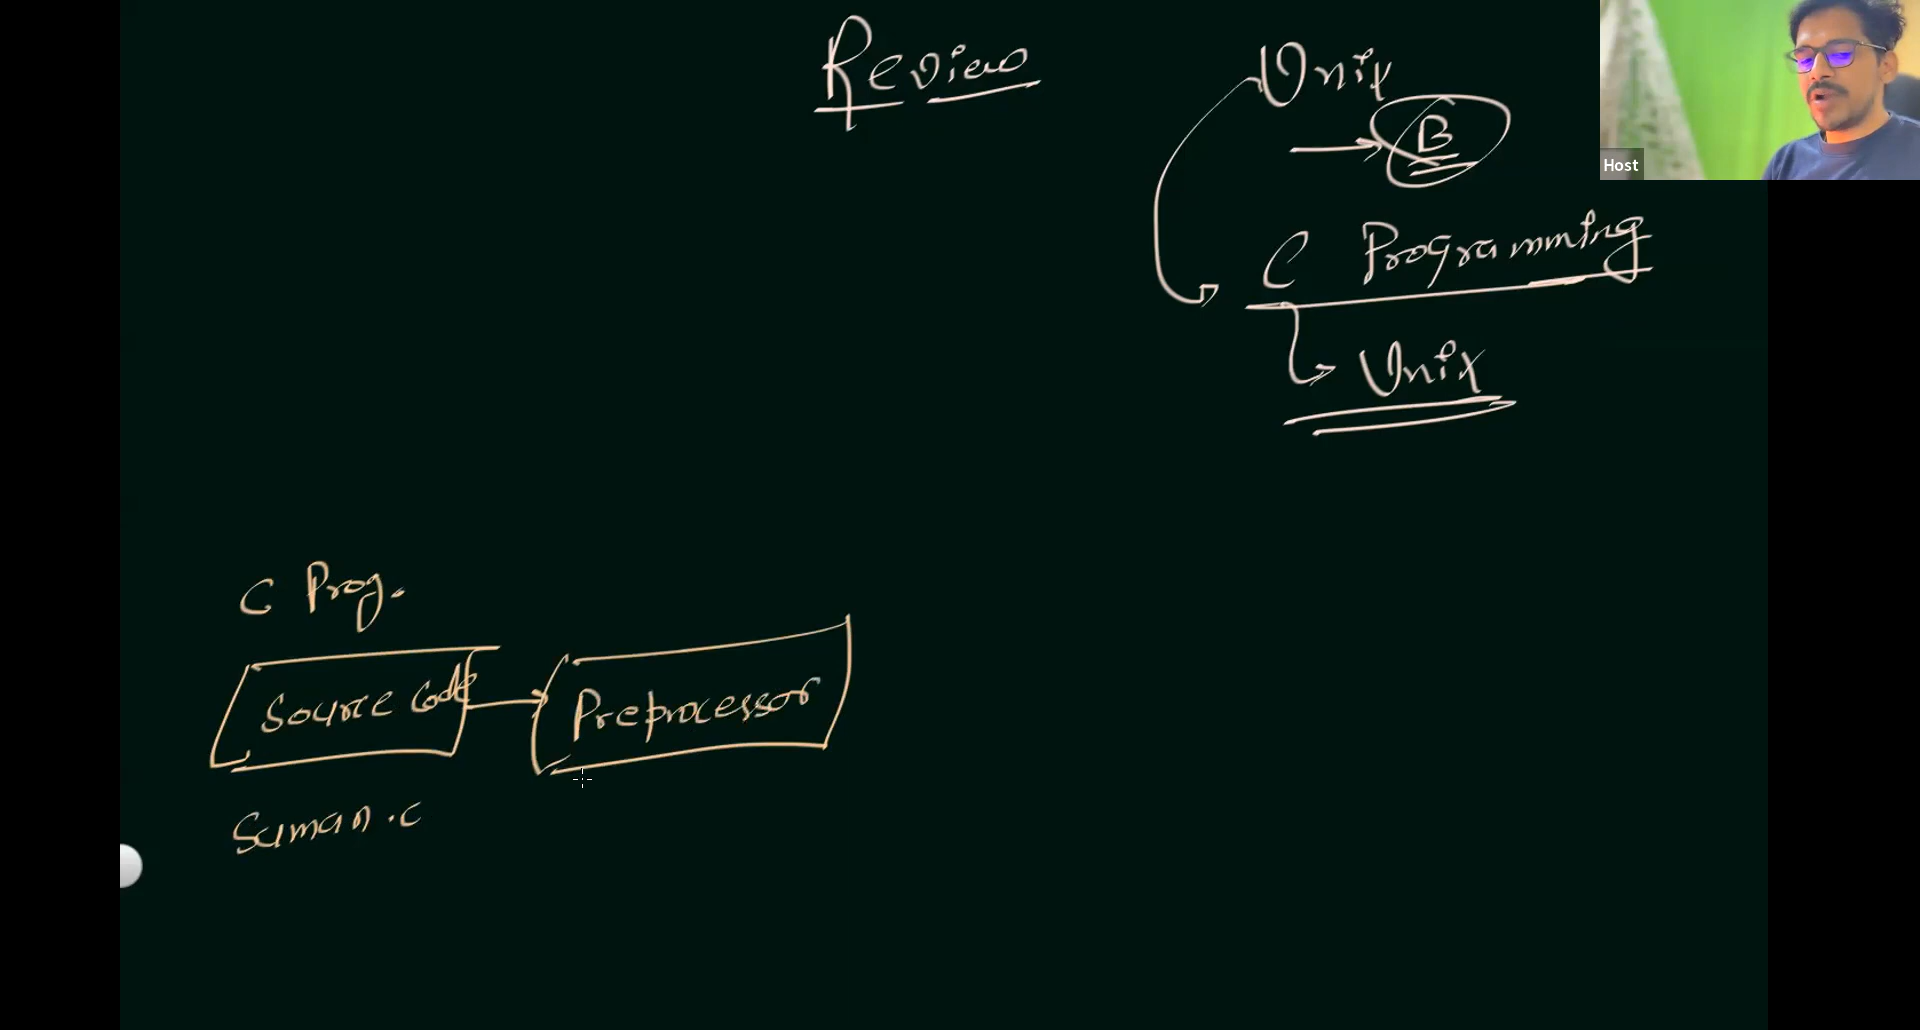 Review
Unix
B
C Programming
Unix
Host
C Prog.
Source Code
Preprocessor
Suman.c